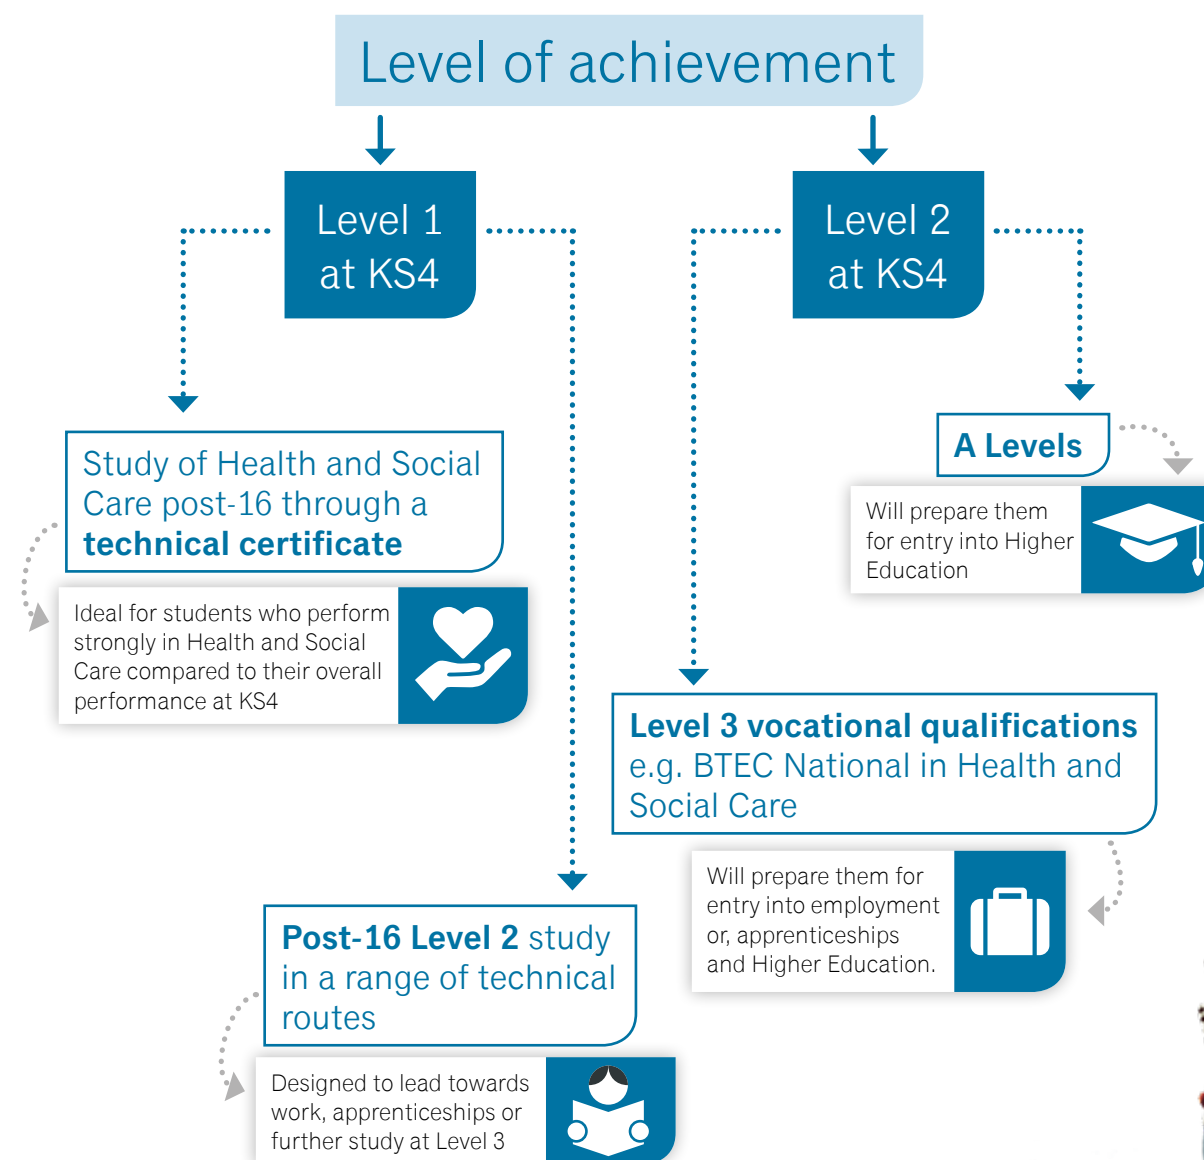 Level of achievement
Level 1
at KS4
Level 2
at KS4
Study of Health and Social
Care post-16 through a
technical certificate
Ideal for students who perform
strongly in Health and Social
Care compared to their overall
performance at KS4
A Levels
Will prepare them
for entry into Higher
Education
Level 3 vocational qualifications
e.g. BTEC National in Health and
Social Care
Will prepare them for
entry into employment
or, apprenticeships
and Higher Education.
Post-16 Level 2 study
in a range of technical
routes
Designed to lead towards
work, apprenticeships or
further study at Level 3